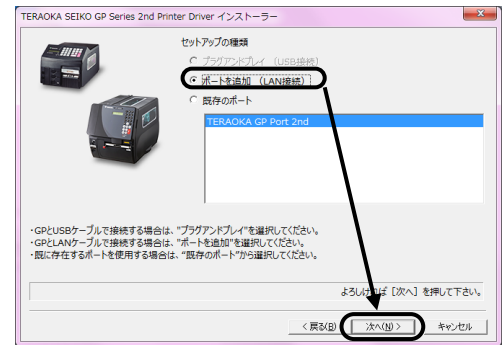 TERAOKA SEIKO GP Series 2nd Printer Driver インストーラー
セットアップの種類
プラグアンドプレイ （USB接続）
ポートを追加 （LAN接続）
既存のポート
TERAOKA GP Port 2nd
・GPとUSBケーブルで接続する場合は、"プラグアンドプレイ"を選択してください。
・GPとLANケーブルで接続する場合は、"ポートを追加"を選択してください。
・既に存在するポートを使用する場合は、"既存のポート"から選択してください。
よろしければ ［次へ］ を押して下さい。
< 戻る(B)
次へ(N) >
キャンセル